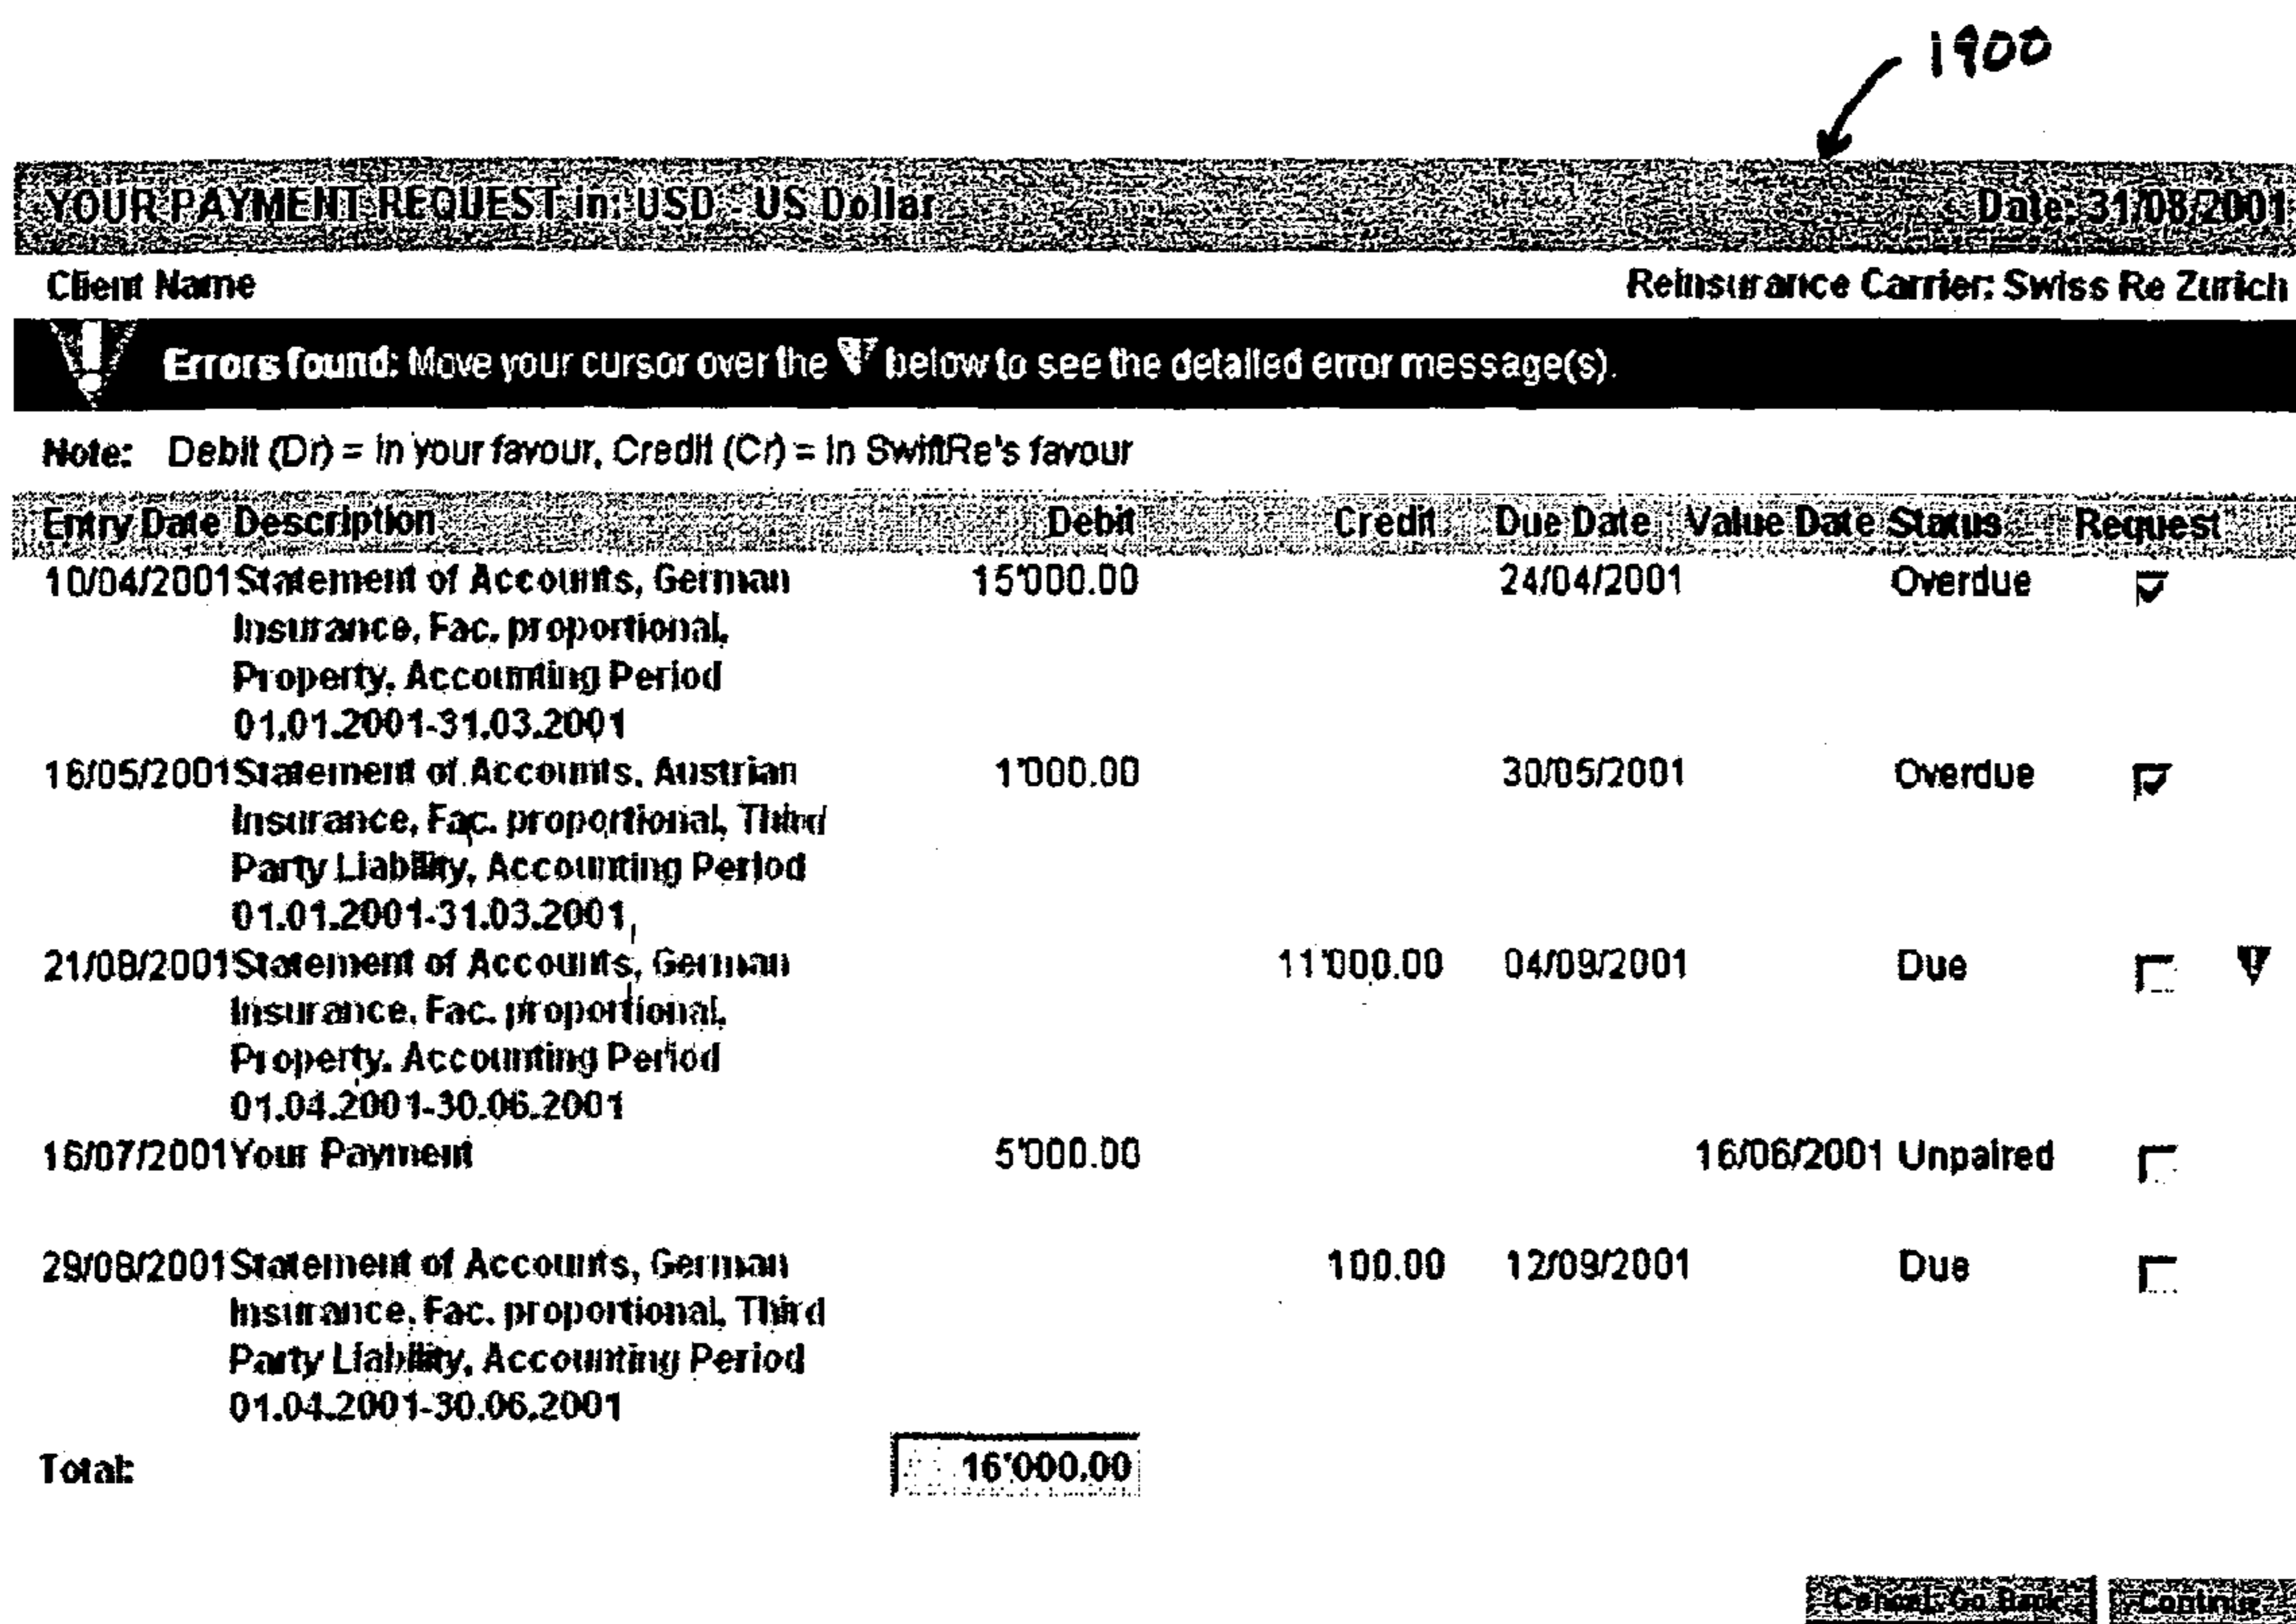 1900
YOUR PAYMENT REQUEST in: USD - US Dollar Date: 31/08/2001
Client Name Reinsurance Carrier: Swiss Re Zurich
Errors found: Move your cursor over the below to see the detailed error message(s).
Note: Debit (Dr) = In your favour, Credit (Cr) = In SwiftRe's favour
Entry Date Description Debit Credit Due Date Value Date Status Request
10/04/2001 Statement of Accounts, German 15'000.00 24/04/2001 Overdue
Insurance, Fac. proportional,
Property, Accounting Period
01.01.2001-31.03.2001
16/05/2001 Statement of Accounts, Austrian 1'000.00 30/05/2001 Overdue
Insurance, Fac. proportional, Third
Party Liability, Accounting Period
01.01.2001-31.03.2001
21/08/2001 Statement of Accounts, German 11'000.00 04/09/2001 Due
Insurance, Fac. proportional,
Property, Accounting Period
01.04.2001-30.06.2001
16/07/2001 Your Payment 5'000.00 16/06/2001 Unpaired
29/08/2001 Statement of Accounts, German 100.00 12/09/2001 Due
Insurance, Fac. proportional, Third
Party Liability, Accounting Period
01.04.2001-30.06.2001
Total: 16'000.00
Cancel, Go Back Continue